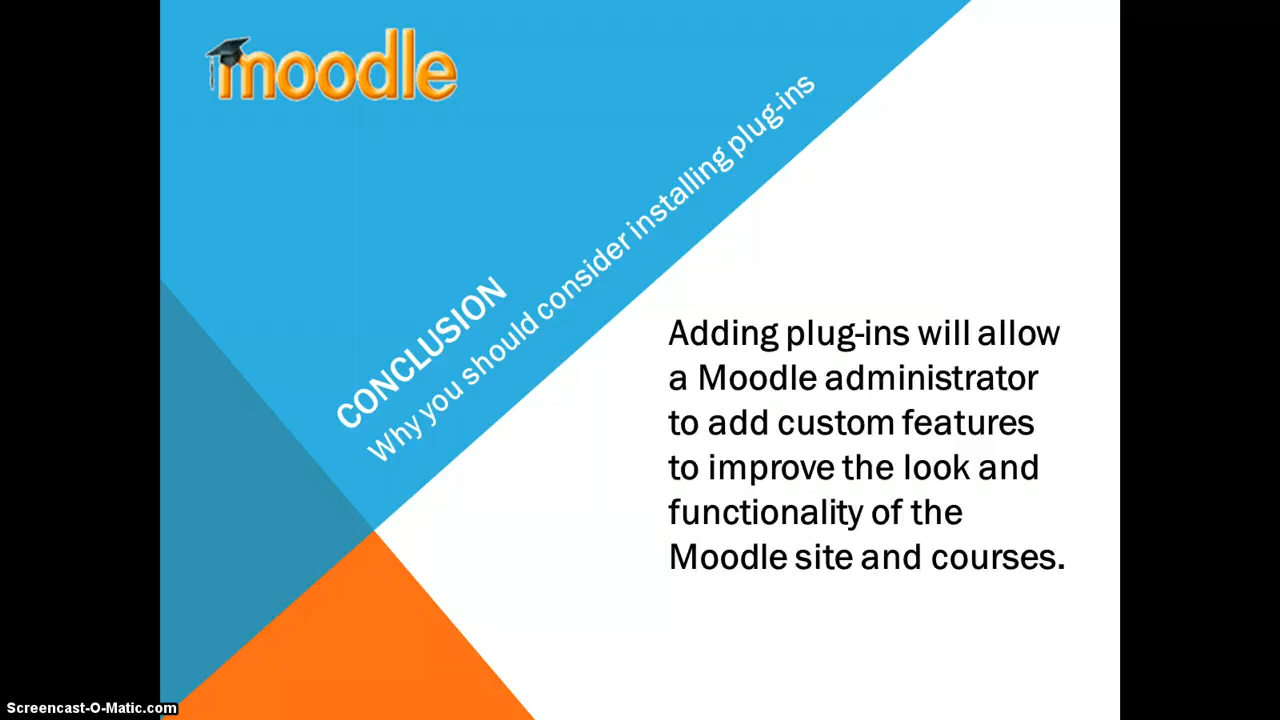 moodle
CONCLUSION
Why you should consider installing plug-ins
Adding plug-ins will allow
a Moodle administrator
to add custom features
to improve the look and
functionality of the
Moodle site and courses.
Screencast-O-Matic.com